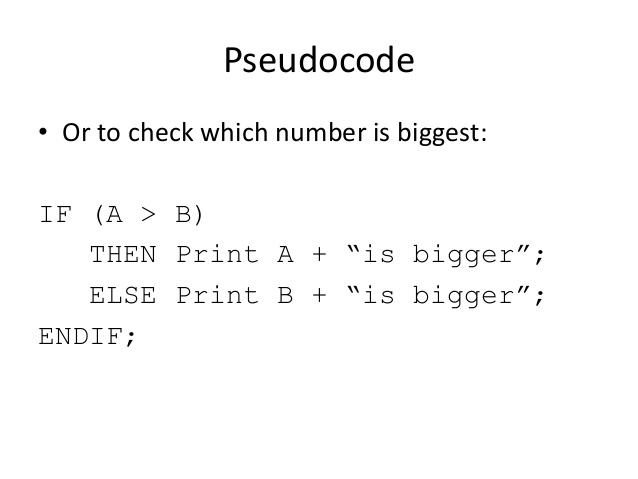 Pseudocode
• Or to check which number is biggest:
IF (A > B)
THEN Print A + “is bigger”;
ELSE Print B + “is bigger”;
ENDIF;